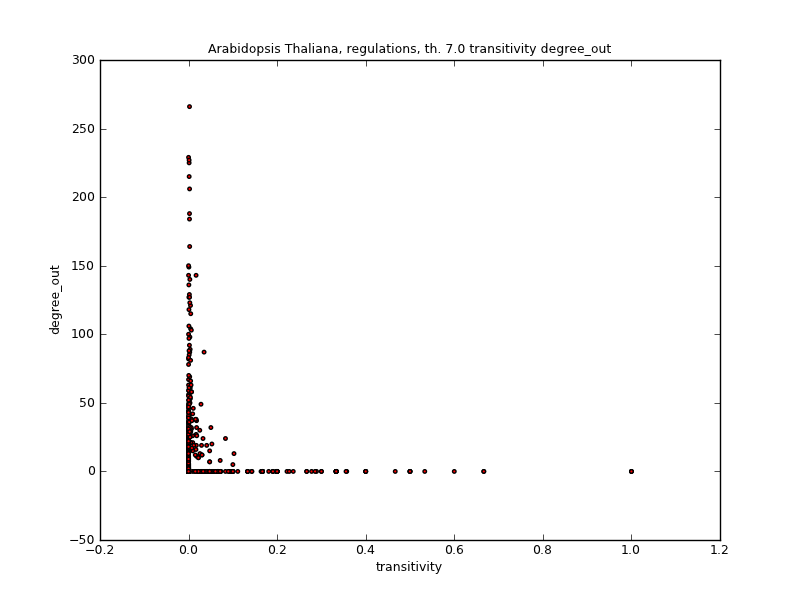 Arabidopsis Thaliana, regulations, th. 7.0 transitivity degree_out
300
250
200
150
100
50
0
−50
degree_out
−0.2 0.0 0.2 0.4 0.6 0.8 1.0 1.2
transitivity